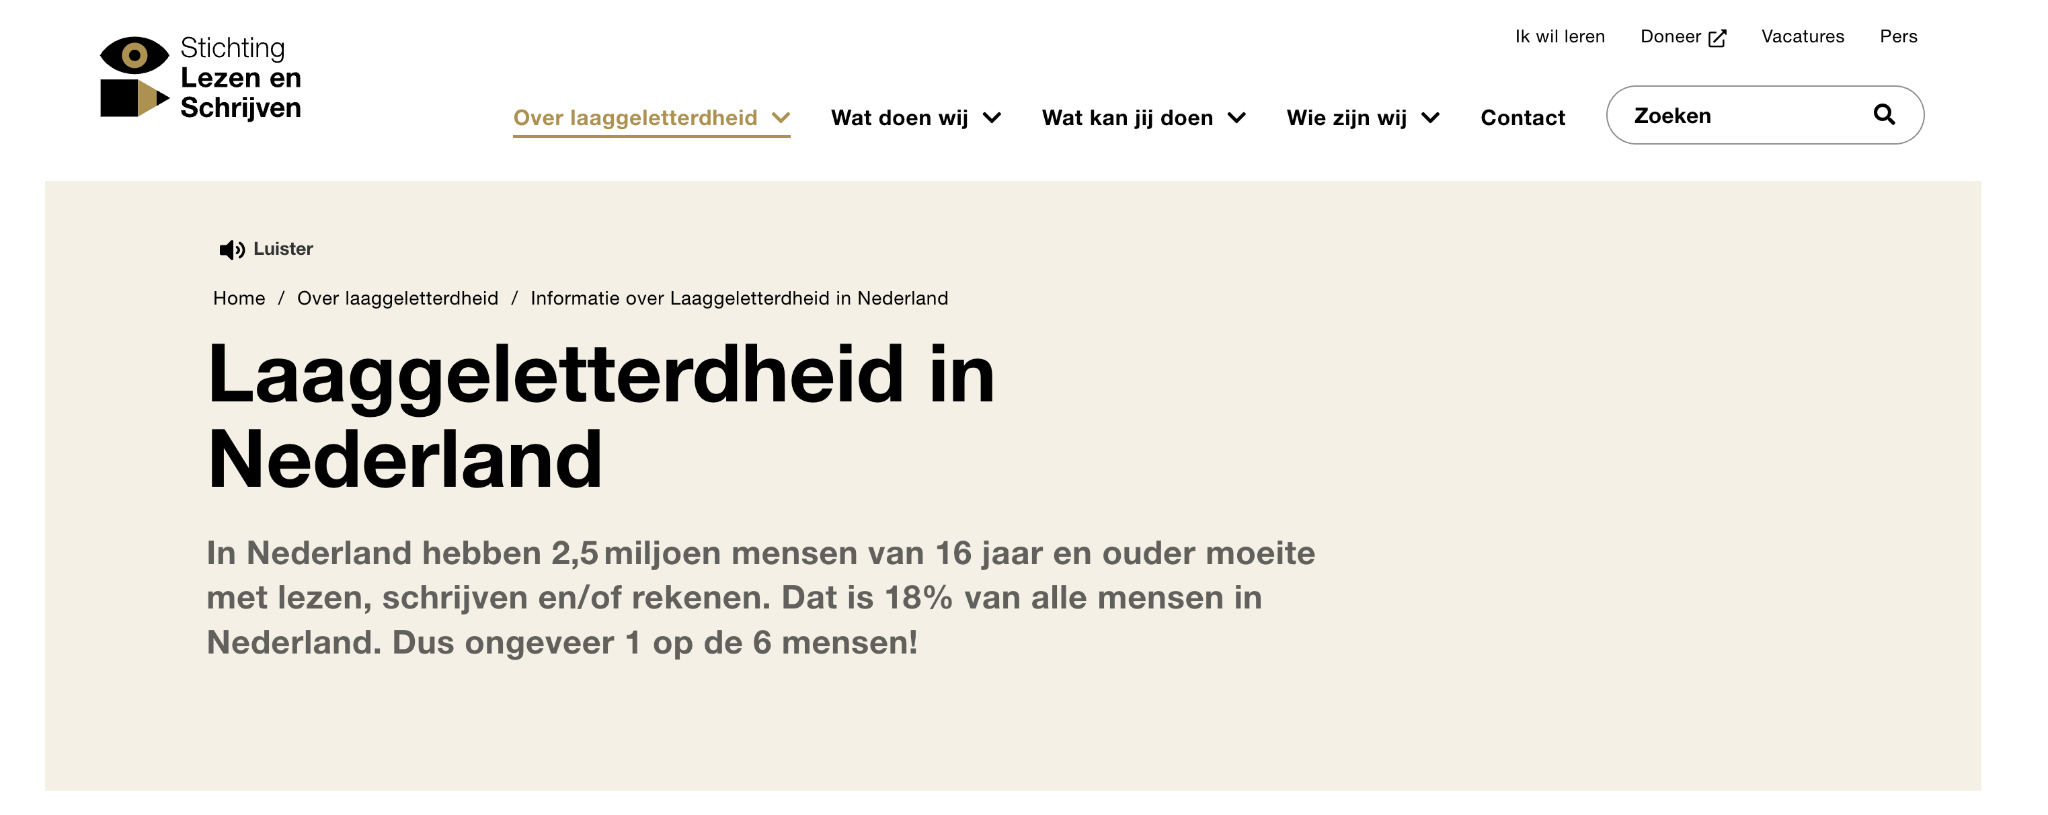 Stichting
Lezen en
Schrijven
Ik wil leren Doneer Vacatures Pers
Over laaggeletterdheid Wat doen wij Wat kan jij doen Wie zijn wij Contact Zoeken
Luister
Home / Over laaggeletterdheid / Informatie over Laaggeletterdheid in Nederland
Laaggeletterdheid in
Nederland
In Nederland hebben 2,5 miljoen mensen van 16 jaar en ouder moeite
met lezen, schrijven en/of rekenen. Dat is 18% van alle mensen in
Nederland. Dus ongeveer 1 op de 6 mensen!